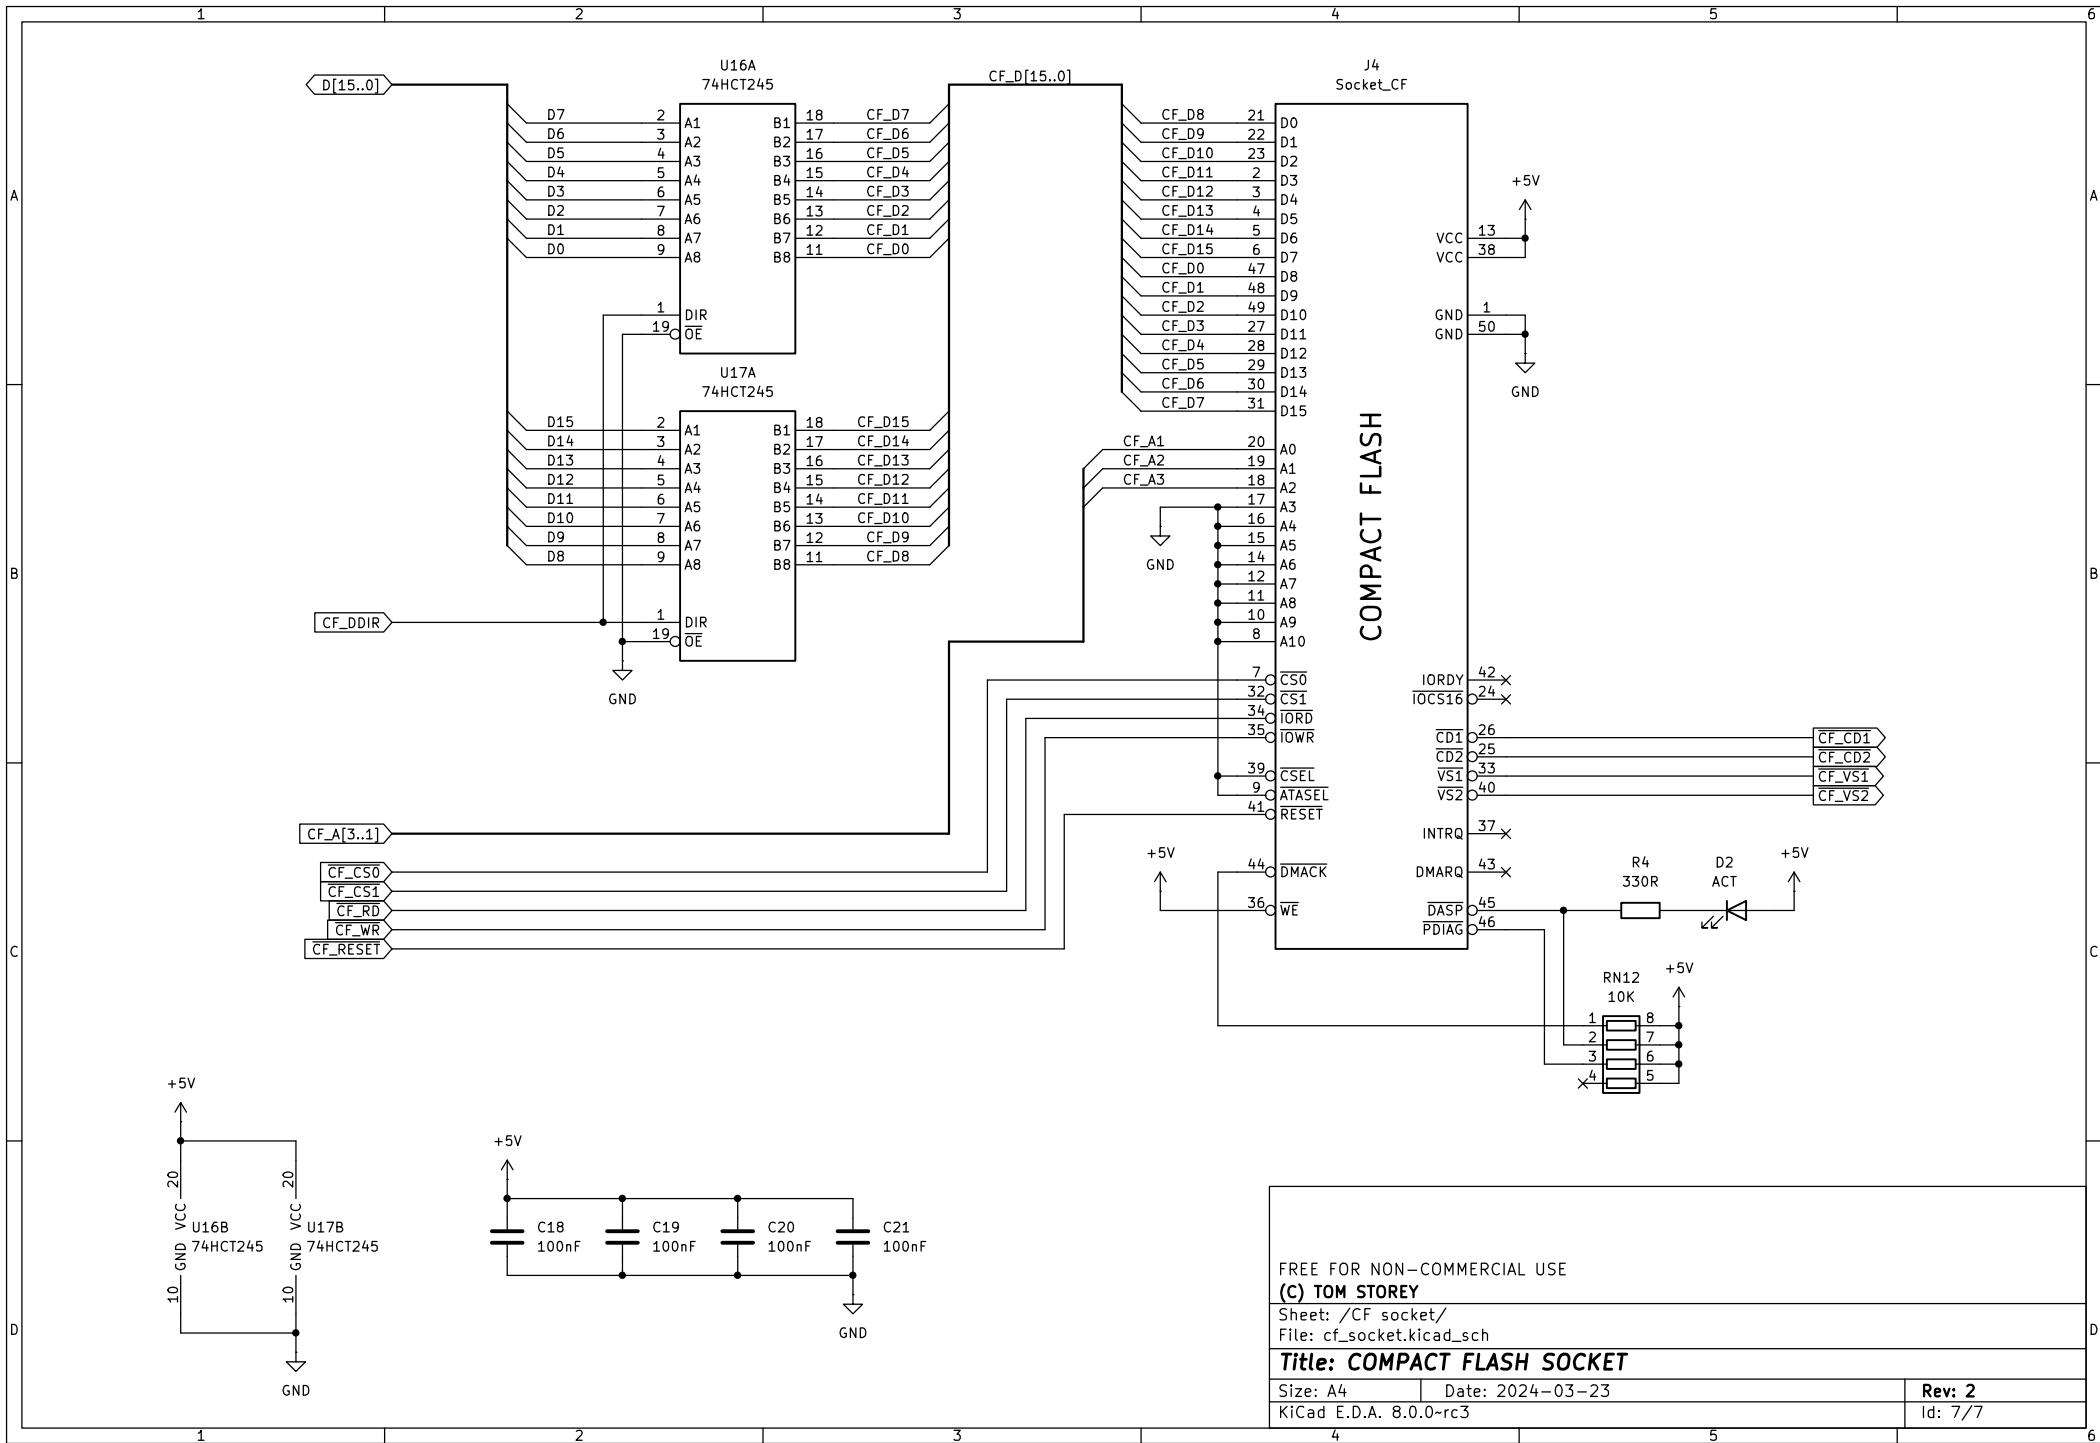 1 2 3 4 5 6
A
B
C
D
D[15..0]
U16A
74HCT245
D7 2 A1 B1 18 CF_D7
D6 3 A2 B2 17 CF_D6
D5 4 A3 B3 16 CF_D5
D4 5 A4 B4 15 CF_D4
D3 6 A5 B5 14 CF_D3
D2 7 A6 B6 13 CF_D2
D1 8 A7 B7 12 CF_D1
D0 9 A8 B8 11 CF_D0
1 DIR
19 OE
U17A
74HCT245
D15 2 A1 B1 18 CF_D15
D14 3 A2 B2 17 CF_D14
D13 4 A3 B3 16 CF_D13
D12 5 A4 B4 15 CF_D12
D11 6 A5 B5 14 CF_D11
D10 7 A6 B6 13 CF_D10
D9 8 A7 B7 12 CF_D9
D8 9 A8 B8 11 CF_D8
CF_DDIR
1 DIR
19 OE
GND
CF_D[15..0]
J4
Socket_CF
CF_D8 21 D0
CF_D9 22 D1
CF_D10 23 D2
CF_D11 2 D3
CF_D12 3 D4
CF_D13 4 D5
CF_D14 5 D6
CF_D15 6 D7
CF_D0 47 D8
CF_D1 48 D9
CF_D2 49 D10
CF_D3 27 D11
CF_D4 28 D12
CF_D5 29 D13
CF_D6 30 D14
CF_D7 31 D15
CF_A1 20 A0
CF_A2 19 A1
CF_A3 18 A2
17 A3
16 A4
15 A5
14 A6
12 A7
11 A8
10 A9
8 A10
GND
7 CS0
32 CS1
34 IORD
35 IOWR
39 CSEL
9 ATASEL
41 RESET
44 DMACK
36 WE
+5V
COMPACT FLASH
+5V
VCC 13
VCC 38
GND 1
GND 50
GND
IORDY 42
IOCS16 24
CD1 26 CF_CD1
CD2 25 CF_CD2
VS1 33 CF_VS1
VS2 40 CF_VS2
INTRQ 37
DMARQ 43
DASP 45
PDIAG 46
R4
330R
D2
ACT
+5V
RN12
10K
+5V
1 8
2 7
3 6
4 5
CF_A[3..1]
CF_CS0
CF_CS1
CF_RD
CF_WR
CF_RESET
+5V
20 20
VCC VCC
U16B
74HCT245
U17B
74HCT245
GND GND
10 10
GND
+5V
C18
100nF
C19
100nF
C20
100nF
C21
100nF
GND
FREE FOR NON-COMMERCIAL USE
(C) TOM STOREY
Sheet: /CF socket/
File: cf_socket.kicad_sch
Title: COMPACT FLASH SOCKET
Size: A4 Date: 2024-03-23 Rev: 2
KiCad E.D.A. 8.0.0~rc3 Id: 7/7
A
B
C
D
1 2 3 4 5 6